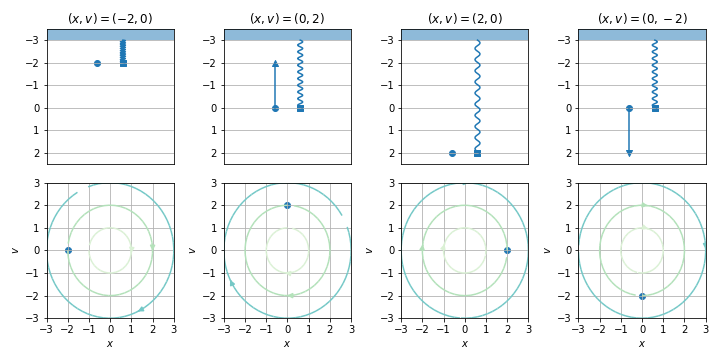 (x, v) = (−2, 0)
(x, v) = (0, 2)
(x, v) = (2, 0)
(x, v) = (0, −2)
−3 −3 −3 −3
−2 −2 −2 −2
−1 −1 −1 −1
0 0 0 0
1 1 1 1
2 2 2 2
3 3 3 3
2 2 2 2
1 1 1 1
v 0 v 0 v 0 v 0
−1 −1 −1 −1
−2 −2 −2 −2
−3 −3 −3 −3
−3 −2 −1 0 1 2 3 −3 −2 −1 0 1 2 3 −3 −2 −1 0 1 2 3 −3 −2 −1 0 1 2 3
x x x x